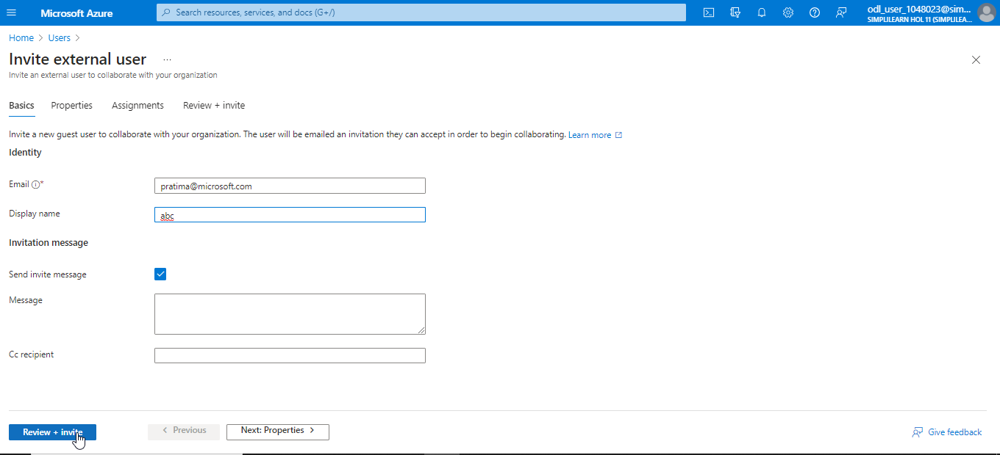 Microsoft Azure
Search resources, services, and docs (G+/)
odl_user_1048023@sim...
SIMPLILEARN HOL 11 (SIMPLILEA...
Home > Users >
Invite external user ...
Invite an external user to collaborate with your organization
Basics Properties Assignments Review + invite
Invite a new guest user to collaborate with your organization. The user will be emailed an invitation they can accept in order to begin collaborating. Learn more
Identity
Email * pratima@microsoft.com
Display name abc
Invitation message
Send invite message
Message
Cc recipient
Review + invite < Previous Next: Properties > Give feedback